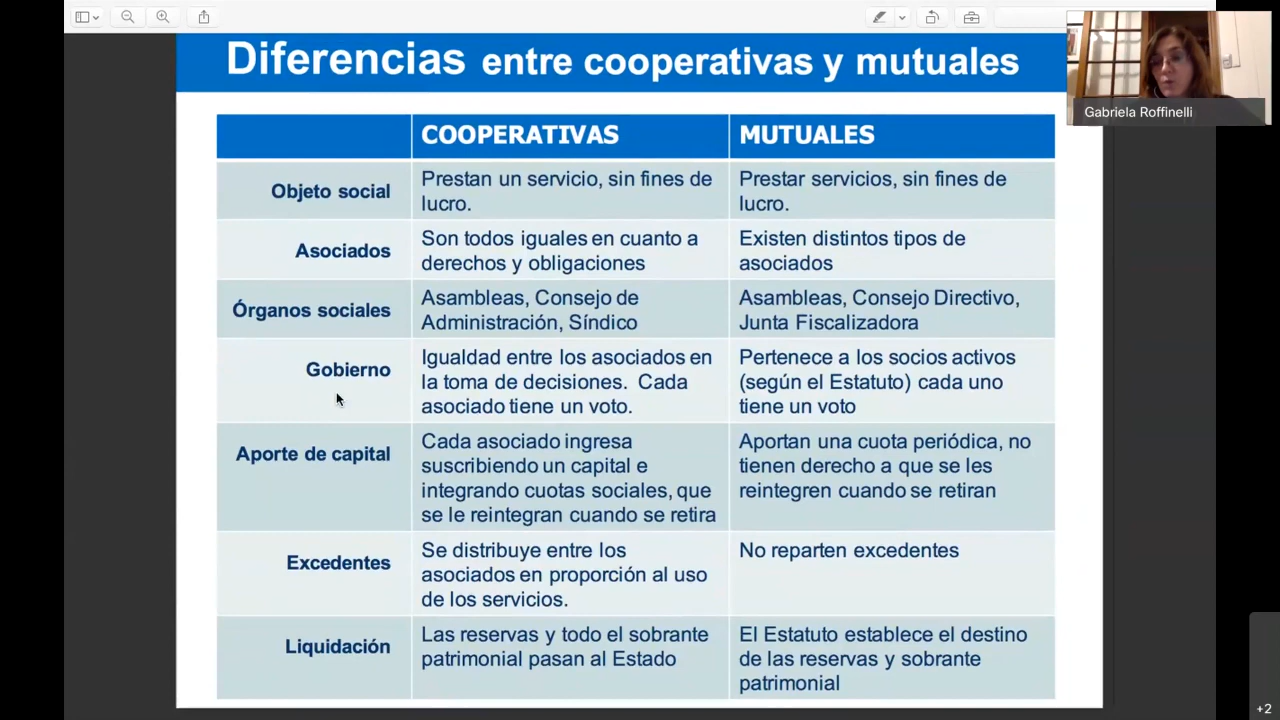 Diferencias entre cooperativas y mutuales
Gabriela Roffinelli
COOPERATIVAS
MUTUALES
Objeto social
Prestan un servicio, sin fines de
lucro.
Prestar servicios, sin fines de
lucro.
Asociados
Son todos iguales en cuanto a
derechos y obligaciones
Existen distintos tipos de
asociados
Órganos sociales
Asambleas, Consejo de
Administración, Síndico
Asambleas, Consejo Directivo,
Junta Fiscalizadora
Gobierno
Igualdad entre los asociados en
la toma de decisiones. Cada
asociado tiene un voto.
Pertenece a los socios activos
(según el Estatuto) cada uno
tiene un voto
Aporte de capital
Cada asociado ingresa
suscribiendo un capital e
integrando cuotas sociales, que
se le reintegran cuando se retira
Aportan una cuota periódica, no
tienen derecho a que se les
reintegren cuando se retiran
Excedentes
Se distribuye entre los
asociados en proporción al uso
de los servicios.
No reparten excedentes
Liquidación
Las reservas y todo el sobrante
patrimonial pasan al Estado
El Estatuto establece el destino
de las reservas y sobrante
patrimonial
+2